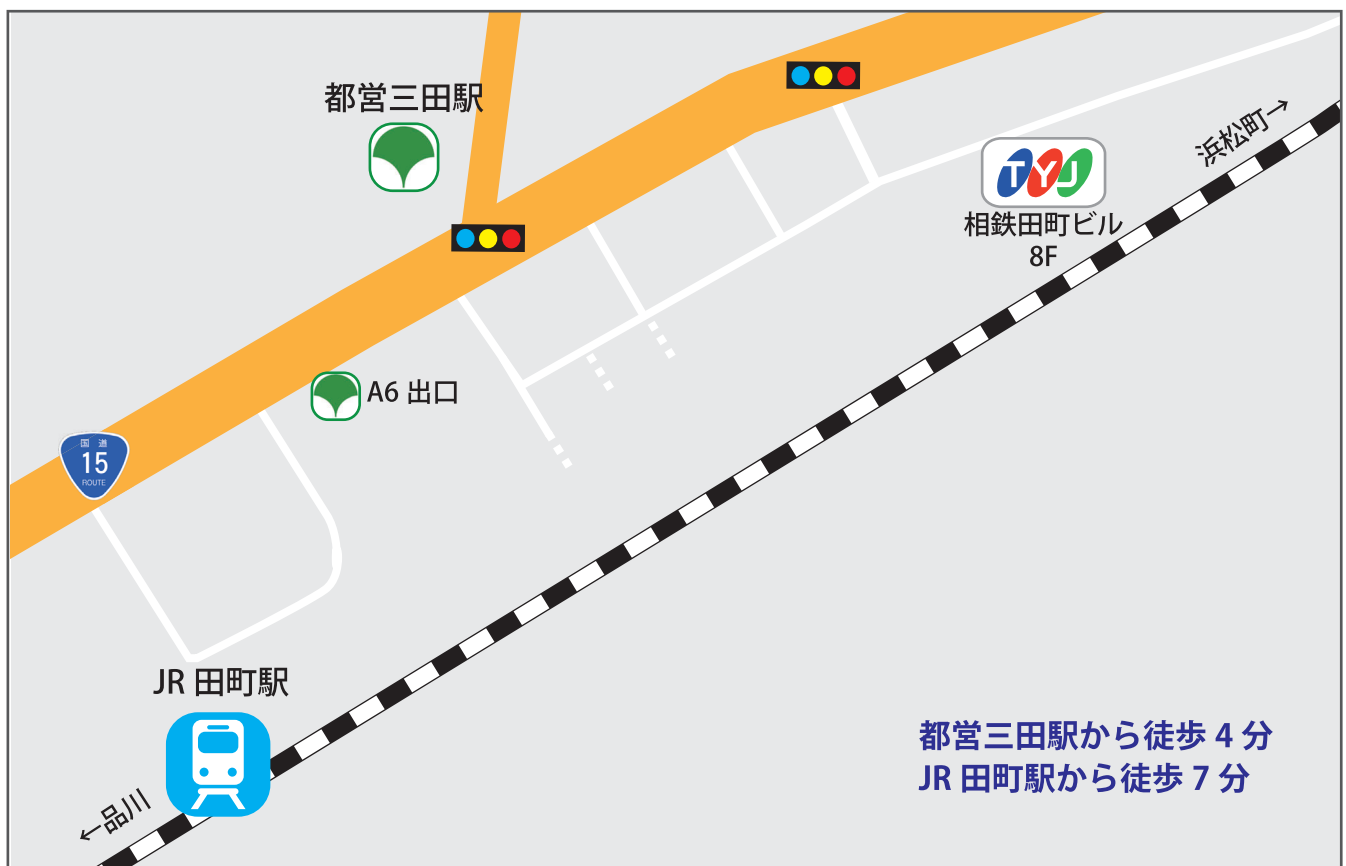 都営三田駅
浜松町→
TYJ
相鉄田町ビル
8F
A6 出口
国道
15
ROUTE
JR 田町駅
←品川
都営三田駅から徒歩 4 分
JR 田町駅から徒歩 7 分